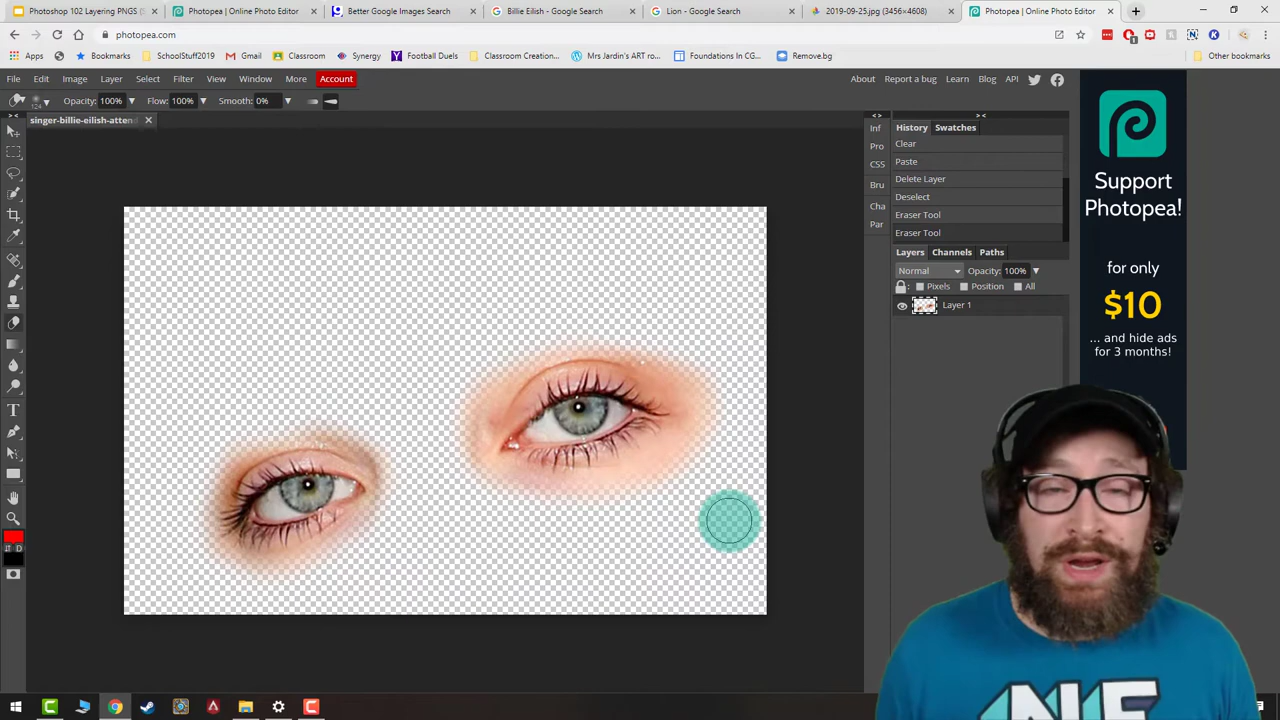 Photoshop 102 Layering PNGS (
Photopea | Online Photo Editor
Better Google Images Search
Billie Eilish - Google Search
Lion - Google Search
2019-09-25.jpg (3456×4608)
Photopea | Online Photo Editor
photopea.com
Apps
SchoolStuff2019
Gmail
Classroom
Synergy
Football Duels
Classroom Creation...
Mrs Jardin's ART ro...
Foundations In CG...
Remove.bg
Other bookmarks
File Edit Image Layer Select Filter View Window More Account
About Report a bug Learn Blog API
124 Opacity: 100% Flow: 100% Smooth: 0%
singer-billie-eilish-attend
Inf
Pro
CSS
Bru
Cha
Par
History Swatches
Clear
Paste
Delete Layer
Deselect
Eraser Tool
Eraser Tool
Layers Channels Paths
Normal Opacity: 100%
Pixels Position All
Layer 1
Support
Photopea!
for only
$10
... and hide ads
for 3 months!
D